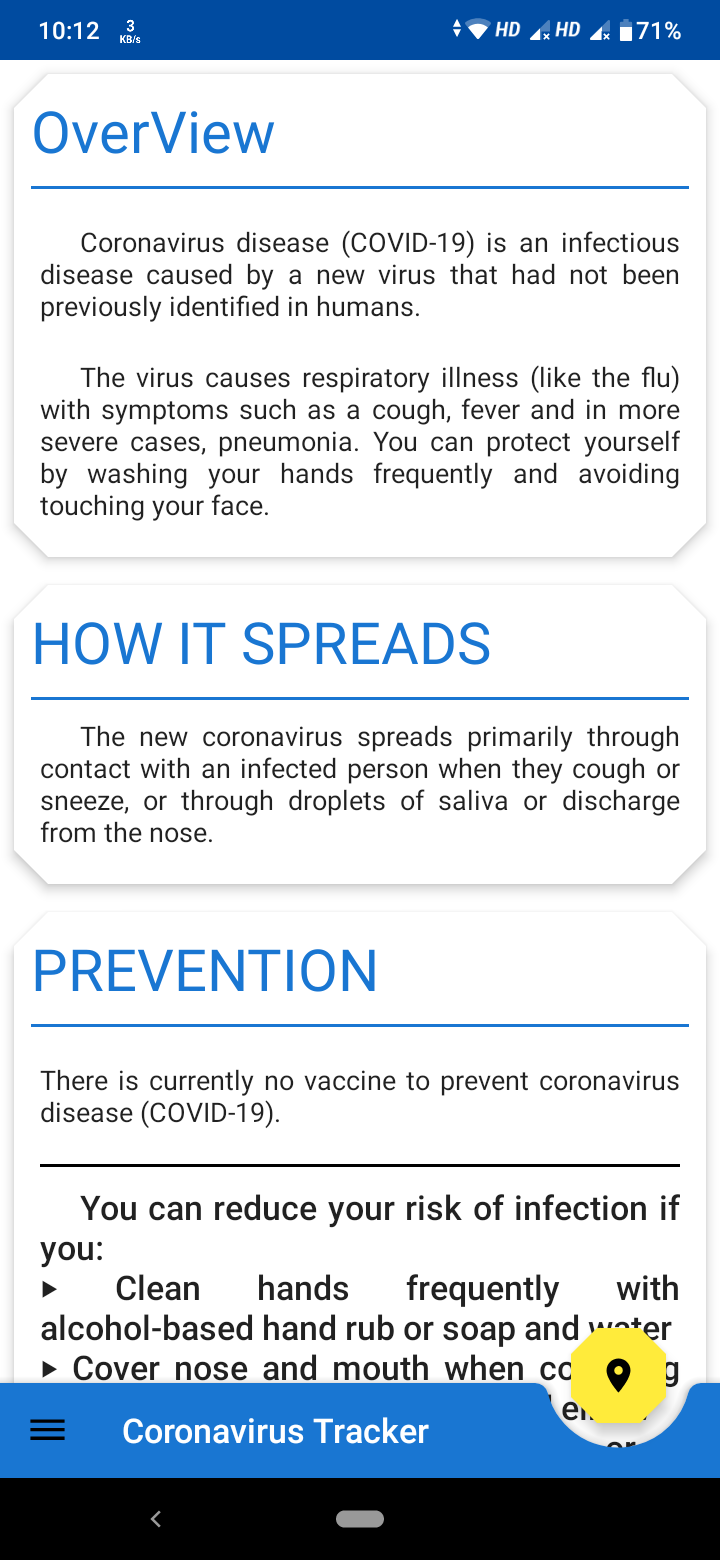 10:12 3 KB/s HD HD 71%
OverView
Coronavirus disease (COVID-19) is an infectious
disease caused by a new virus that had not been
previously identified in humans.
The virus causes respiratory illness (like the flu)
with symptoms such as a cough, fever and in more
severe cases, pneumonia. You can protect yourself
by washing your hands frequently and avoiding
touching your face.
HOW IT SPREADS
The new coronavirus spreads primarily through
contact with an infected person when they cough or
sneeze, or through droplets of saliva or discharge
from the nose.
PREVENTION
There is currently no vaccine to prevent coronavirus
disease (COVID-19).
You can reduce your risk of infection if
you:
► Clean hands frequently with
alcohol-based hand rub or soap and water
► Cover nose and mouth when
Coronavirus Tracker